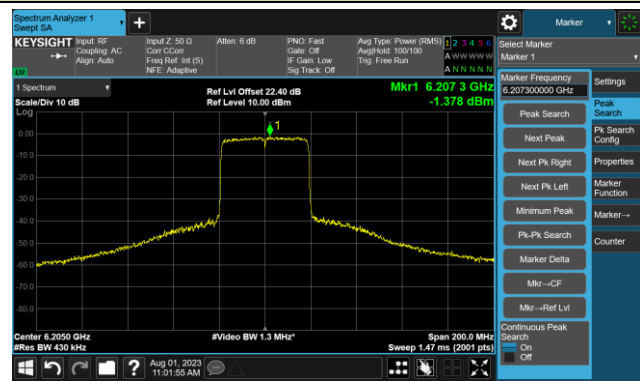 Spectrum Analyzer 1
Swept SA
+
Marker
KEYSIGHT
Input: RF
Coupling: AC
Align: Auto
Input Z: 50 Ω
Corr CCorr
Freq Ref: Int (S)
NFE: Adaptive
Atten: 6 dB
PNO: Fast
Gate: Off
IF Gain: Low
Sig Track: Off
Avg Type: Power (RMS)
Avg|Hold: 100/100
Trig: Free Run
1 2 3 4 5 6
A W W W W W
A N N N N N
LXI
Select Marker
Marker 1
1 Spectrum
Scale/Div 10 dB
Log
Ref Lvl Offset 22.40 dB
Ref Level 10.00 dBm
Mkr1 6.207 3 GHz
-1.378 dBm
1
0.00
-10.0
-20.0
-30.0
-40.0
-50.0
-60.0
-70.0
-80.0
Center 6.2050 GHz
#Res BW 430 kHz
#Video BW 1.3 MHz*
Span 200.0 MHz
Sweep 1.47 ms (2001 pts)
Marker Frequency
6.207300000 GHz
Peak Search
Next Peak
Next Pk Right
Next Pk Left
Minimum Peak
Pk-Pk Search
Marker Delta
Mkr→CF
Mkr→Ref Lvl
Continuous Peak
Search
On
Off
Settings
Peak
Search
Pk Search
Config
Properties
Marker
Function
Marker→
Counter
?
Aug 01, 2023
11:01:55 AM